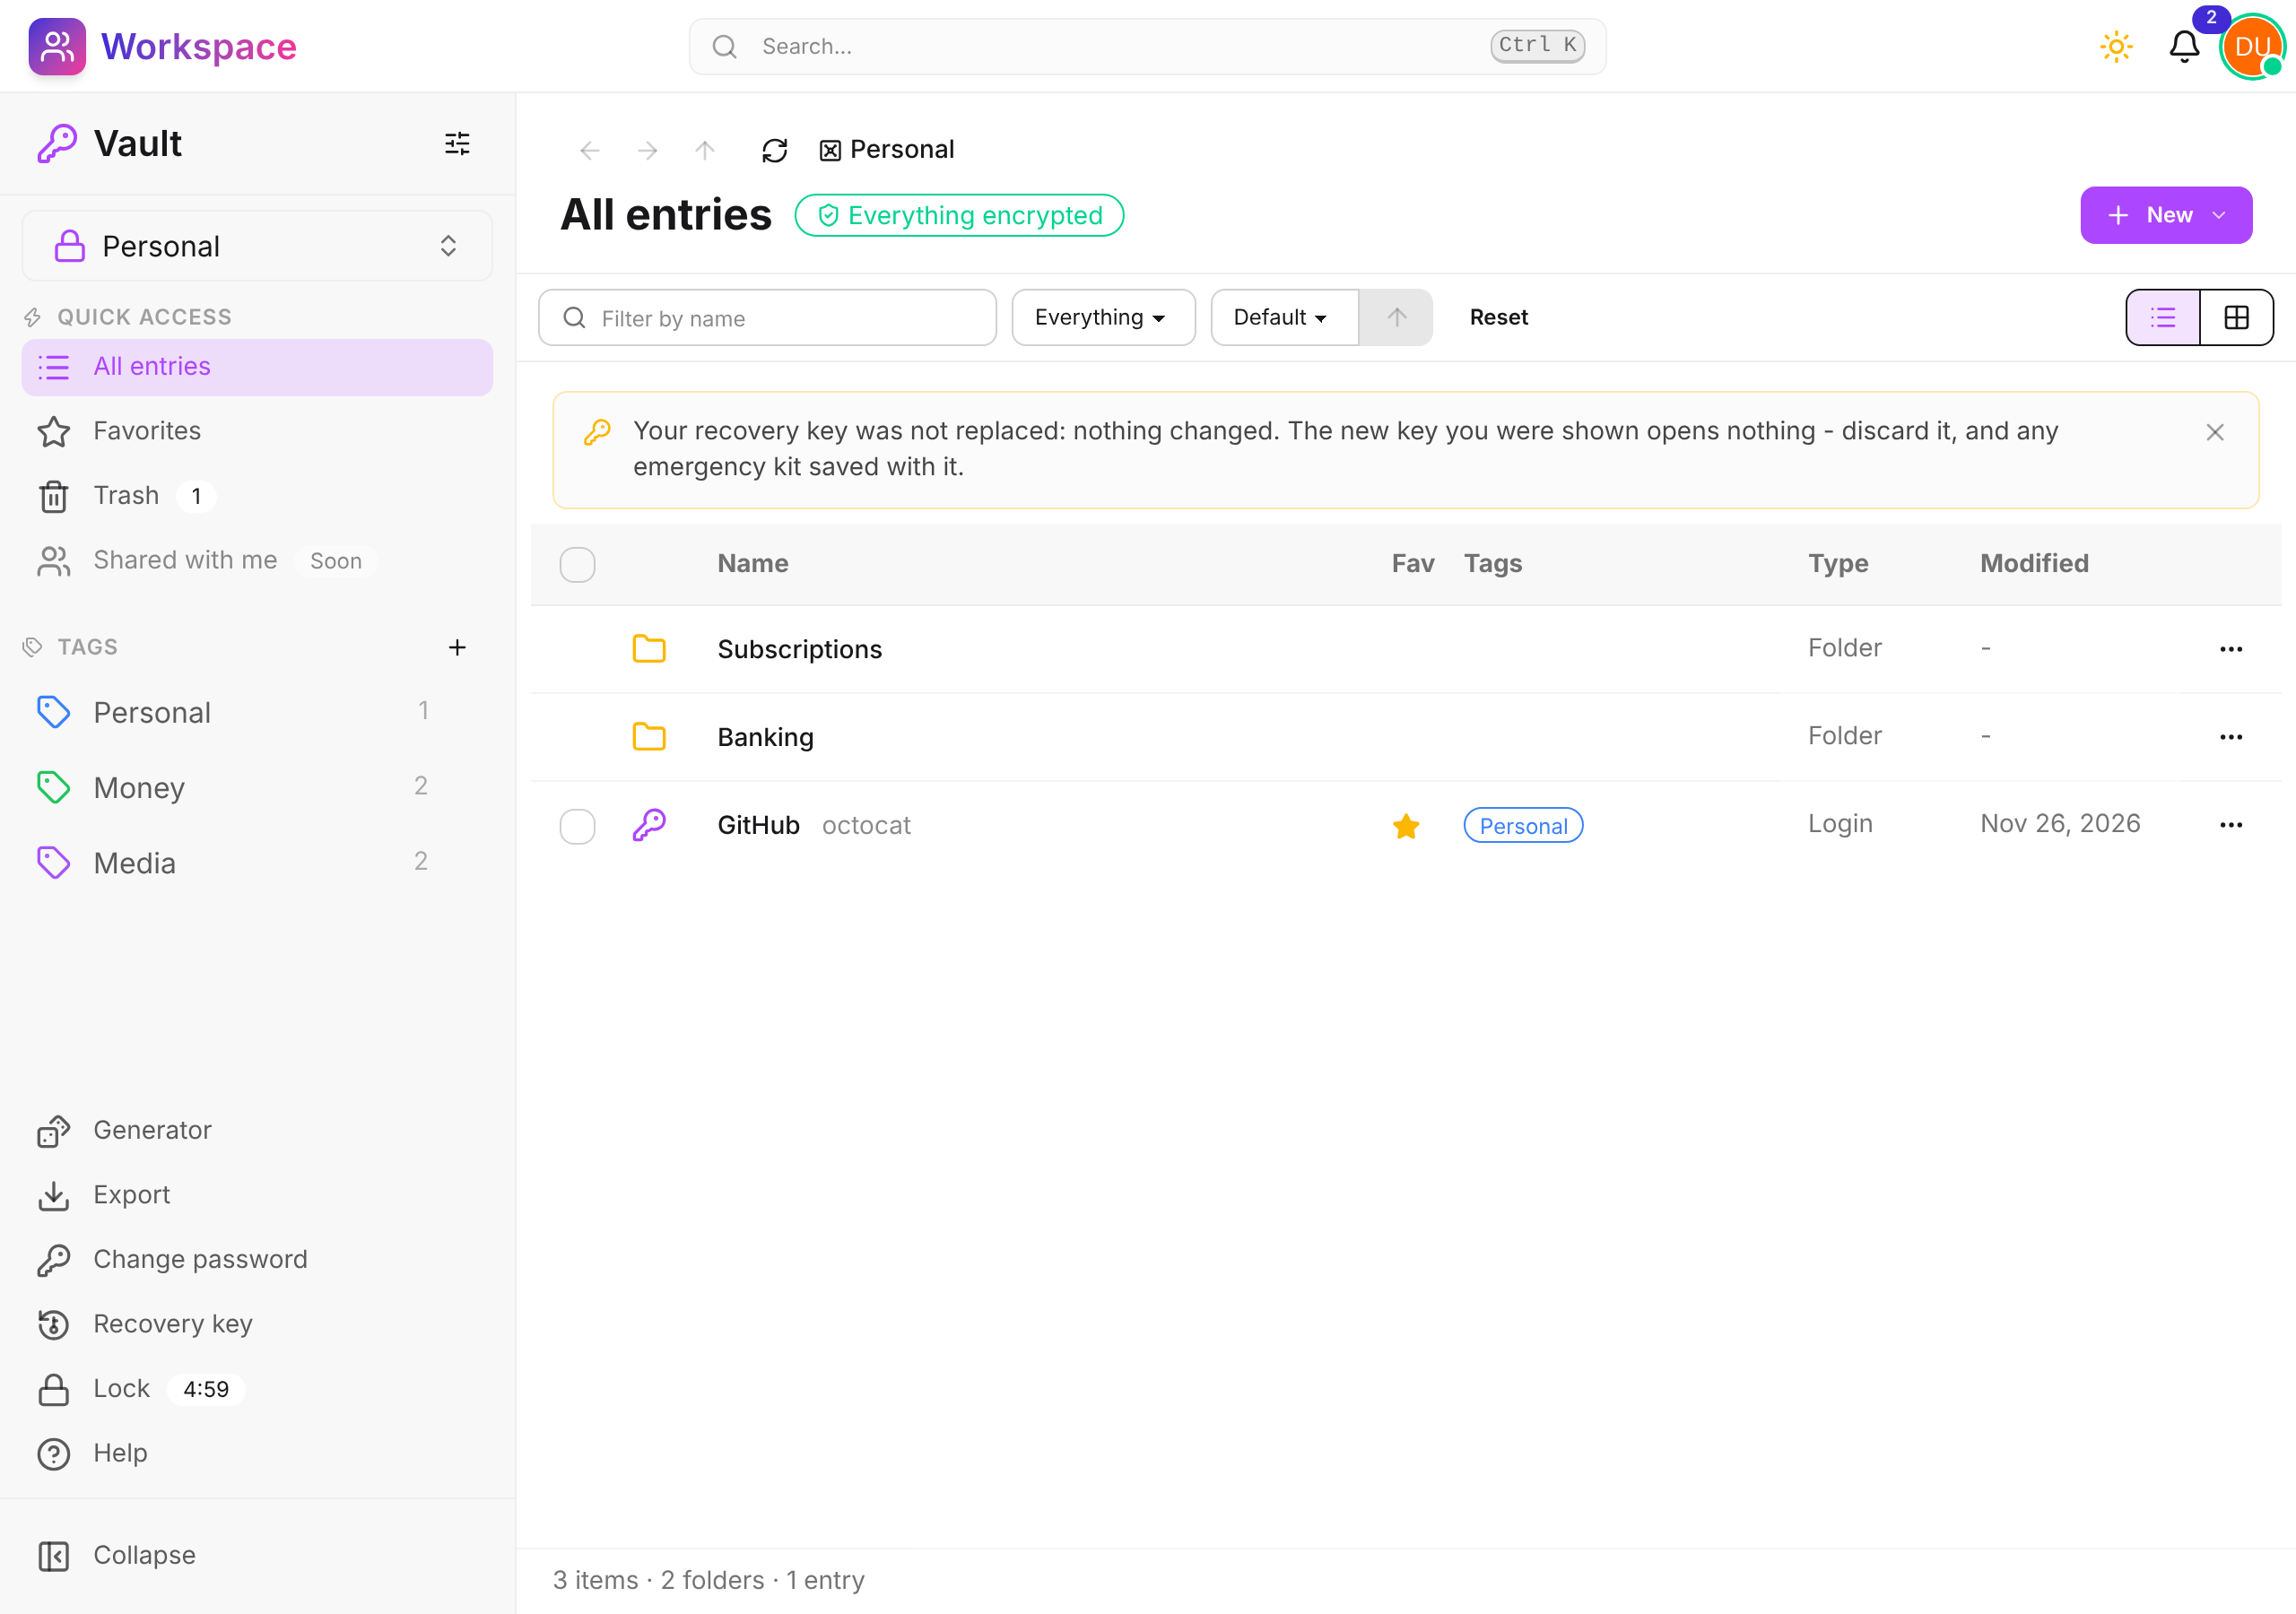 Workspace
Search...
Ctrl K
2
DU
Vault
Personal
QUICK ACCESS
All entries
Favorites
Trash 1
Shared with me Soon
TAGS
Personal 1
Money 2
Media 2
Generator
Export
Change password
Recovery key
Lock 4:59
Help
Collapse
Personal
All entries Everything encrypted
New
Filter by name
Everything
Default
Reset
Your recovery key was not replaced: nothing changed. The new key you were shown opens nothing - discard it, and any
emergency kit saved with it.
Name Fav Tags Type Modified
Subscriptions Folder -
Banking Folder -
GitHub octocat Personal Login Nov 26, 2026
3 items · 2 folders · 1 entry